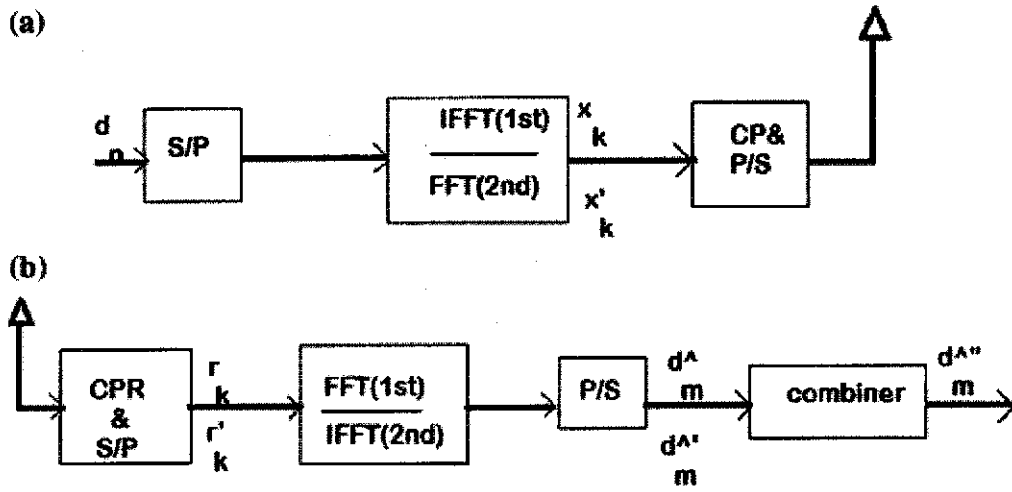 (a)
d
n
S/P
IFFT(1st)
FFT(2nd)
x
k
x'
k
CP&
P/S
(b)
CPR
&
S/P
r
k
r'
k
FFT(1st)
IFFT(2nd)
P/S
d^
m
d^'
m
combiner
d^"
m